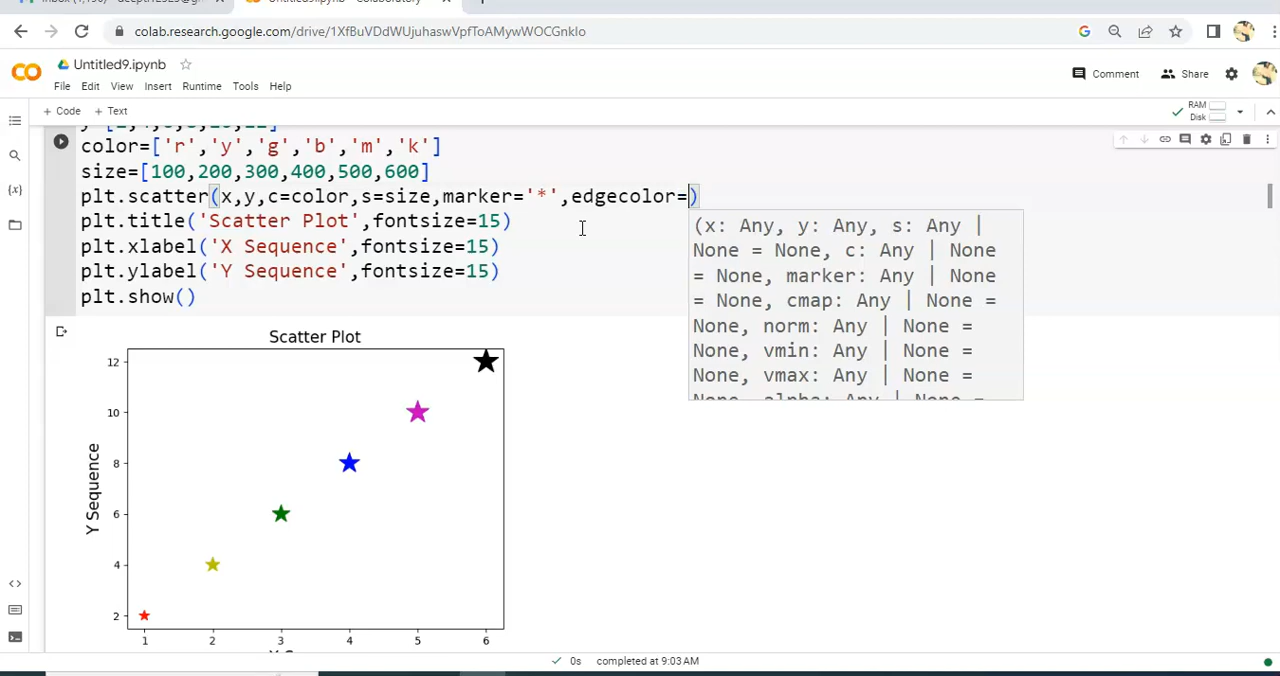 colab.research.google.com/drive/1XfBuVDdWUjuhaswVpfToAMywWOCGnkIo
Untitled9.ipynb
Comment
Share
File Edit View Insert Runtime Tools Help
+ Code + Text
RAM
Disk
color=['r','y','g','b','m','k']
size=[100,200,300,400,500,600]
plt.scatter(x,y,c=color,s=size,marker='*',edgecolor=)
plt.title('Scatter Plot',fontsize=15)
plt.xlabel('X Sequence',fontsize=15)
plt.ylabel('Y Sequence',fontsize=15)
plt.show()
(x: Any, y: Any, s: Any |
None = None, c: Any | None
= None, marker: Any | None
= None, cmap: Any | None =
None, norm: Any | None =
None, vmin: Any | None =
None, vmax: Any | None =
None, alpha: Any | None =
Scatter Plot
12
10
8
6
4
2
Y Sequence
1 2 3 4 5 6
0s completed at 9:03 AM